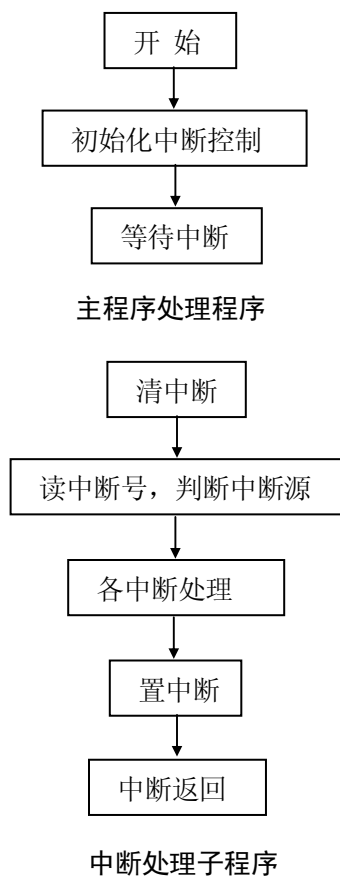 开 始
初始化中断控制
等待中断
主程序处理程序
清中断
读中断号，判断中断源
各中断处理
置中断
中断返回
中断处理子程序